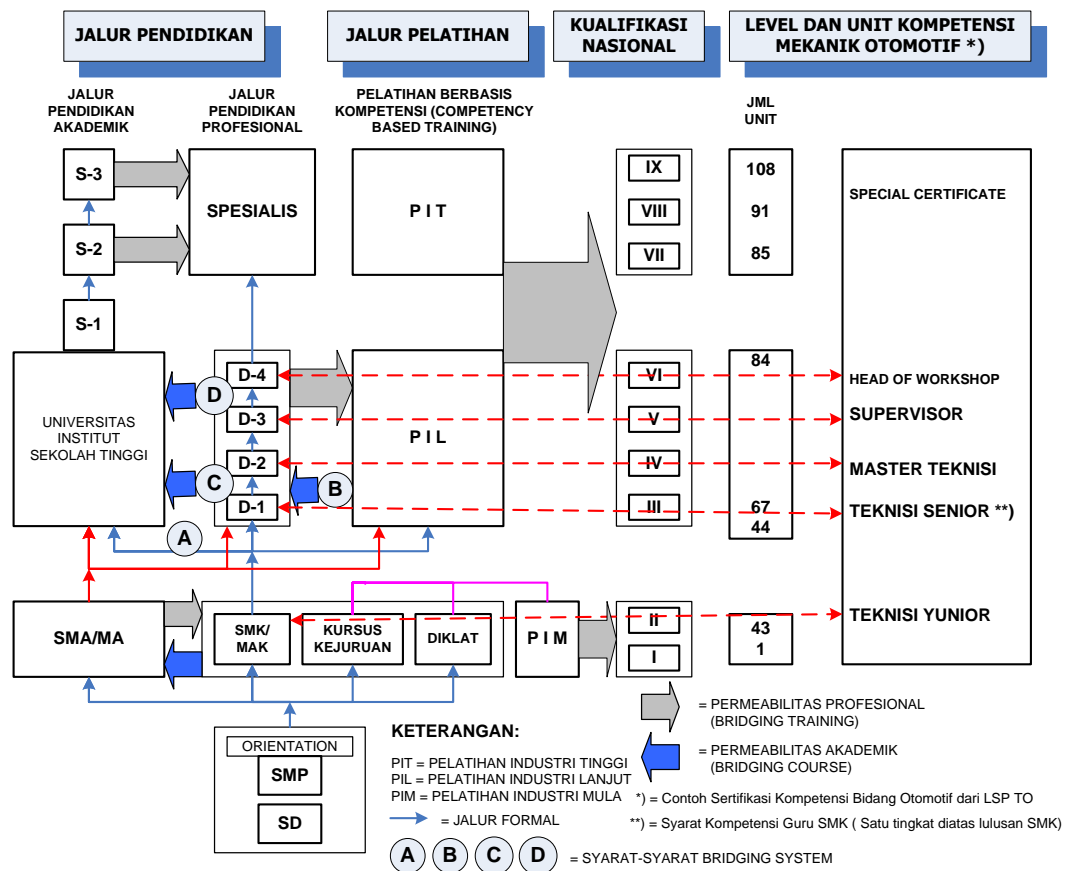 JALUR PENDIDIKAN
JALUR PELATIHAN
KUALIFIKASI
NASIONAL
LEVEL DAN UNIT KOMPETENSI
MEKANIK OTOMOTIF *)
JALUR
PENDIDIKAN
AKADEMIK
JALUR
PENDIDIKAN
PROFESIONAL
PELATIHAN BERBASIS
KOMPETENSI (COMPETENCY
BASED TRAINING)
JML
UNIT
S-3
S-2
S-1
SPESIALIS
P I T
IX
VIII
VII
108
91
85
SPECIAL CERTIFICATE
UNIVERSITAS
INSTITUT
SEKOLAH TINGGI
D
C
D-4
D-3
D-2
D-1
B
A
P I L
VI
V
IV
III
84
67
44
HEAD OF WORKSHOP
SUPERVISOR
MASTER TEKNISI
TEKNISI SENIOR **)
SMA/MA
SMK/
MAK
KURSUS
KEJURUAN
DIKLAT
P I M
II
I
43
1
TEKNISI YUNIOR
ORIENTATION
SMP
SD
KETERANGAN:
PIT = PELATIHAN INDUSTRI TINGGI
PIL = PELATIHAN INDUSTRI LANJUT
PIM = PELATIHAN INDUSTRI MULA
= JALUR FORMAL
A B C D = SYARAT-SYARAT BRIDGING SYSTEM
= PERMEABILITAS PROFESIONAL
(BRIDGING TRAINING)
= PERMEABILITAS AKADEMIK
(BRIDGING COURSE)
*) = Contoh Sertifikasi Kompetensi Bidang Otomotif dari LSP TO
**) = Syarat Kompetensi Guru SMK ( Satu tingkat diatas lulusan SMK)